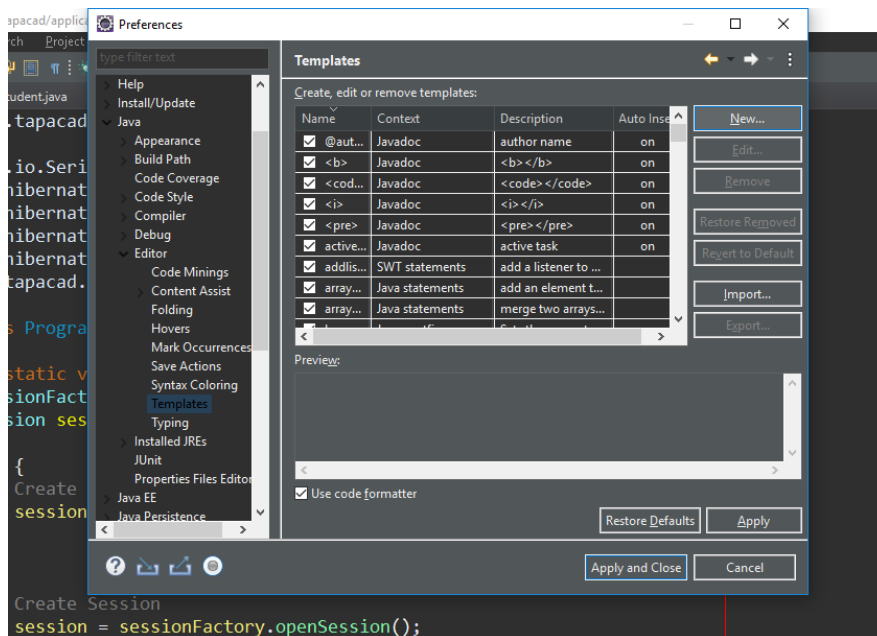 apacad/applica
Preferences
rch Project
tudent.java
.tapacad
.io.Seri
hibernat
hibernat
hibernat
hibernat
tapacad.
s Progra
static v
sionFact
sion ses
{
Create
session
type filter text
Help
Install/Update
Java
Appearance
Build Path
Code Coverage
Code Style
Compiler
Debug
Editor
Code Minings
Content Assist
Folding
Hovers
Mark Occurrences
Save Actions
Syntax Coloring
Templates
Typing
Installed JREs
JUnit
Properties Files Editor
Java EE
Java Persistence
Templates
Create, edit or remove templates:
Name Context Description Auto Inse
@aut... Javadoc author name on
<b> Javadoc <b></b> on
<cod... Javadoc <code></code> on
<i> Javadoc <i></i> on
<pre> Javadoc <pre></pre> on
active... Javadoc active task on
addlis... SWT statements add a listener to ...
array... Java statements add an element t...
array... Java statements merge two arrays...
New...
Edit...
Remove
Restore Removed
Revert to Default
Import...
Export...
Preview:
Use code formatter
Restore Defaults Apply
Apply and Close Cancel
Create Session
session = sessionFactory.openSession();